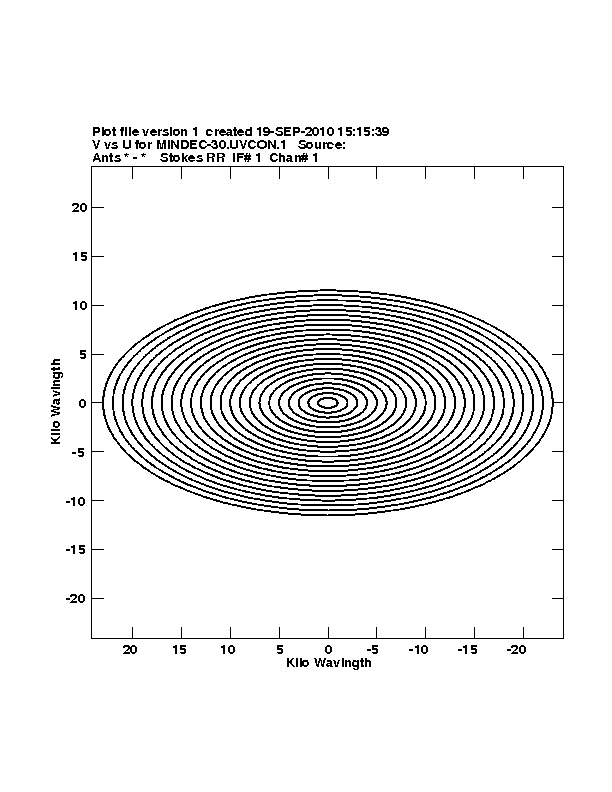 Plot file version 1 created 19-SEP-2010 15:15:39
V vs U for MINDEC-30.UVCON.1 Source:
Ants * - * Stokes RR IF# 1 Chan# 1
20
15
10
5
0
-5
-10
-15
-20
Kilo Wavlngth
20 15 10 5 0 -5 -10 -15 -20
Kilo Wavlngth